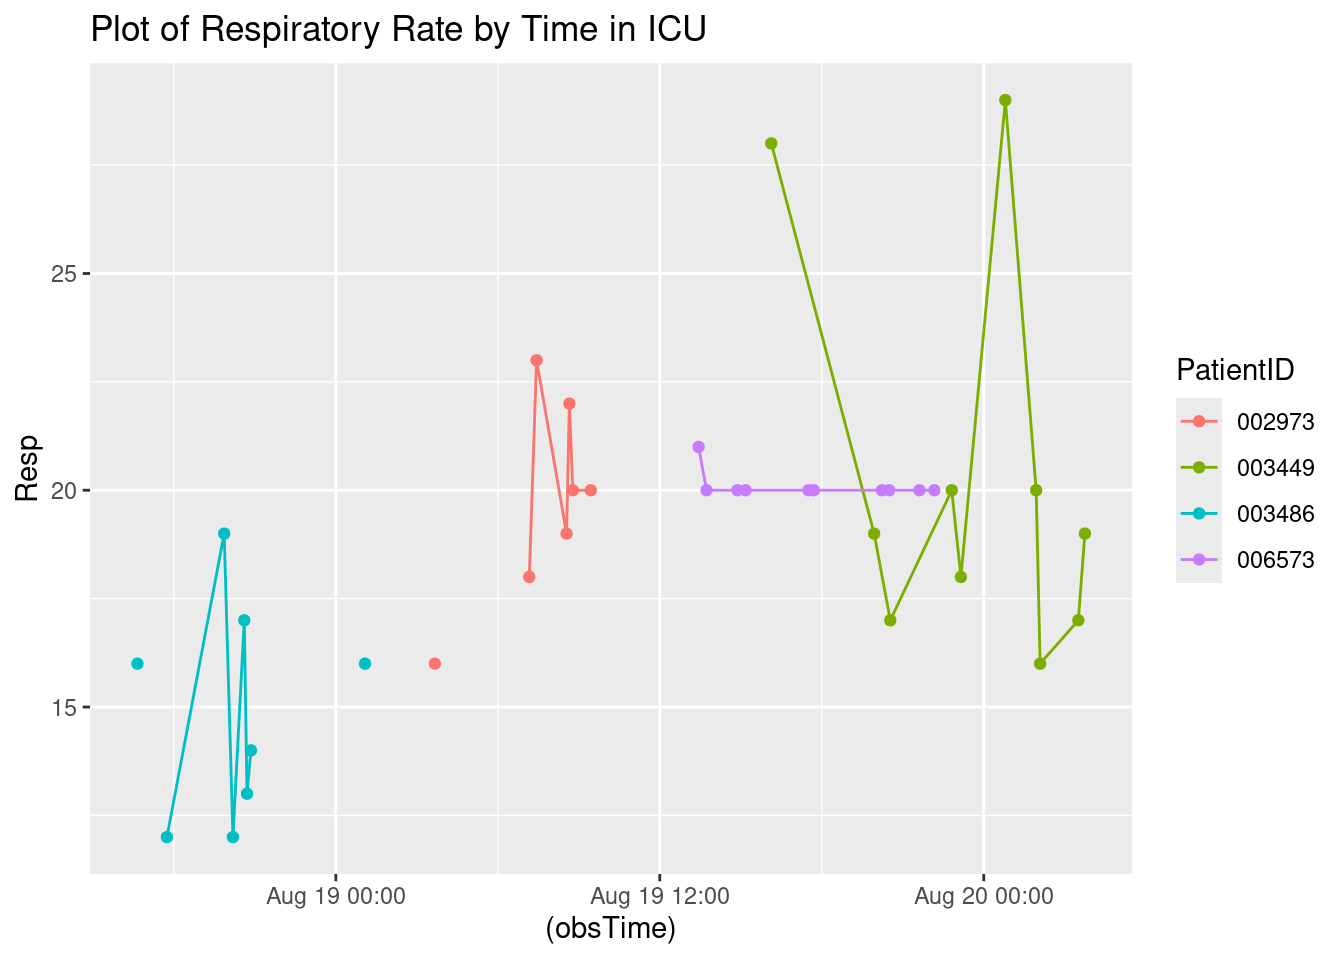 Plot of Respiratory Rate by Time in ICU
Resp
25
20
15
Aug 19 00:00
Aug 19 12:00
Aug 20 00:00
(obsTime)
PatientID
002973
003449
003486
006573